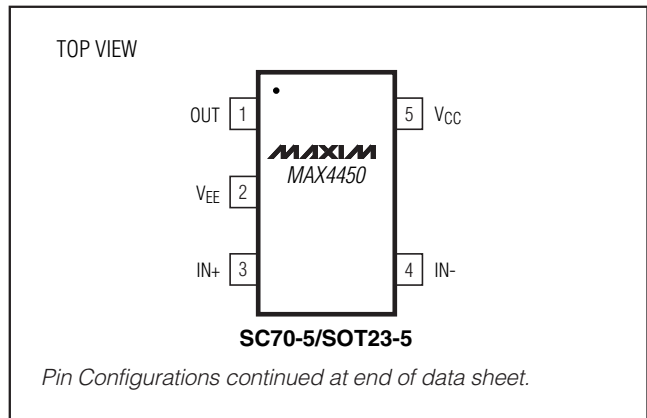 TOP VIEW
OUT 1
5 VCC
MAXIM
MAX4450
VEE 2
IN+ 3
4 IN-
SC70-5/SOT23-5
Pin Configurations continued at end of data sheet.